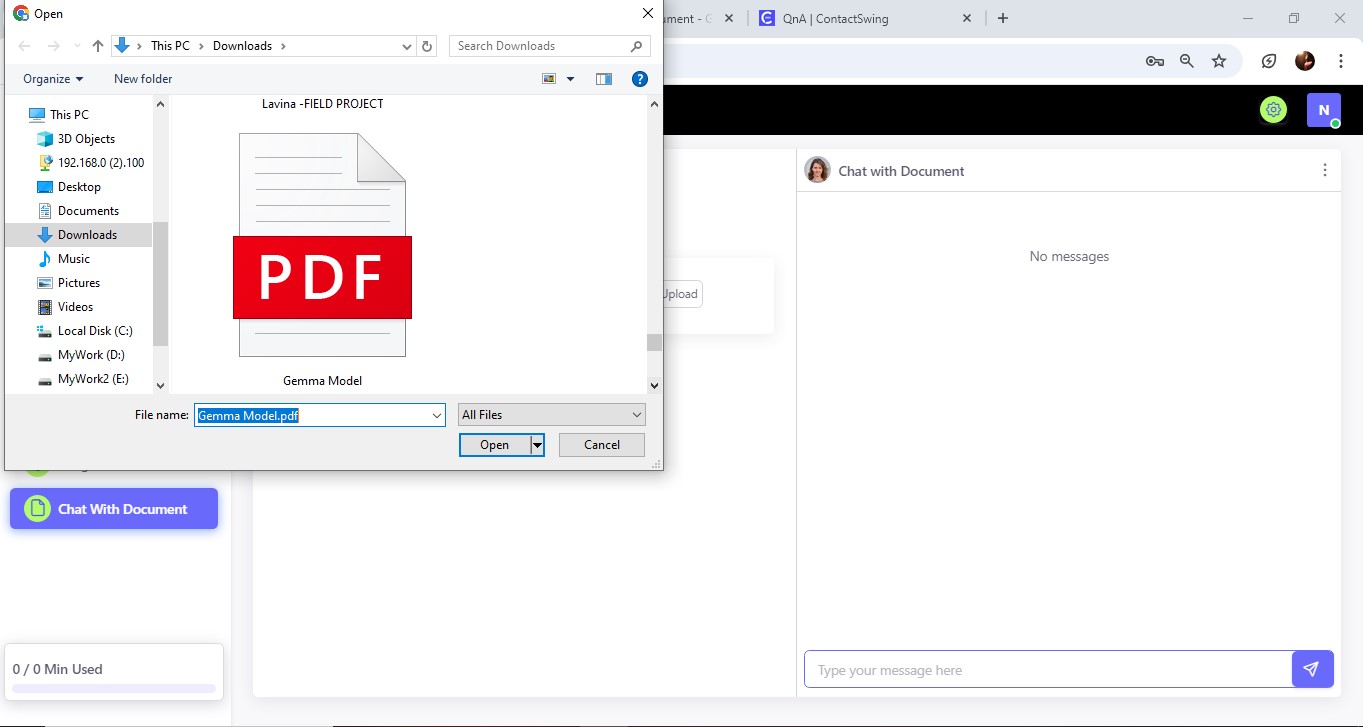 Open
ument - G
QnA | ContactSwing
This PC
Downloads
Search Downloads
Organize
New folder
?
N
This PC
3D Objects
192.168.0 (2).100
Desktop
Documents
Downloads
Music
Pictures
Videos
Local Disk (C:)
MyWork (D:)
MyWork2 (E:)
Lavina -FIELD PROJECT
PDF
Gemma Model
File name:
Gemma Model.pdf
All Files
Open
Cancel
Chat with Document
No messages
Upload
Chat With Document
0 / 0 Min Used
Type your message here